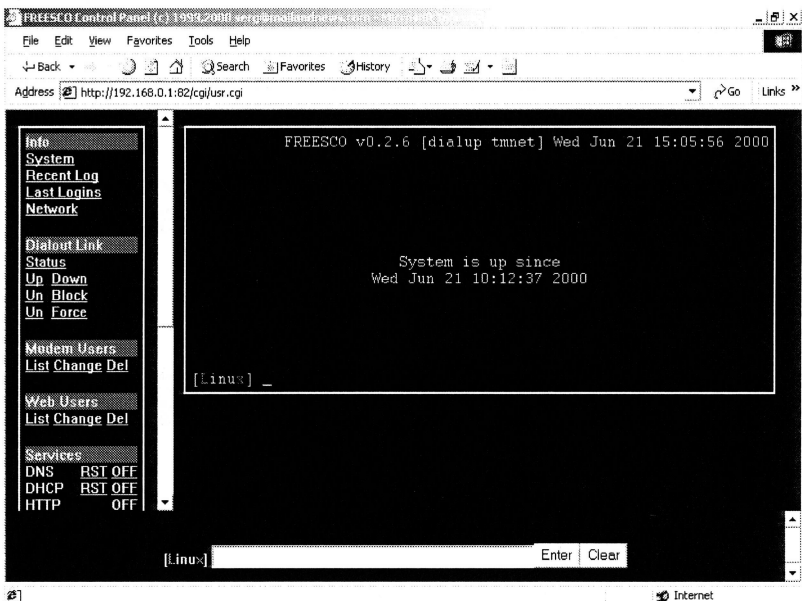 FREESCO Control Panel (c) 1999,2000 serg@mailandnews.com - Microsoft
File Edit View Favorites Tools Help
Back Search Favorites History
Address http://192.168.0.1:82/cgi/usr.cgi Go Links »
Info
System
Recent Log
Last Logins
Network
Dialout Link
Status
Up Down
Un Block
Un Force
Modem Users
List Change Del
Web Users
List Change Del
Services
DNS RST OFF
DHCP RST OFF
HTTP OFF
FREESCO v0.2.6 [dialup tmnet] Wed Jun 21 15:05:56 2000
System is up since
Wed Jun 21 10:12:37 2000
[Linux] _
[Linux] Enter Clear
Internet